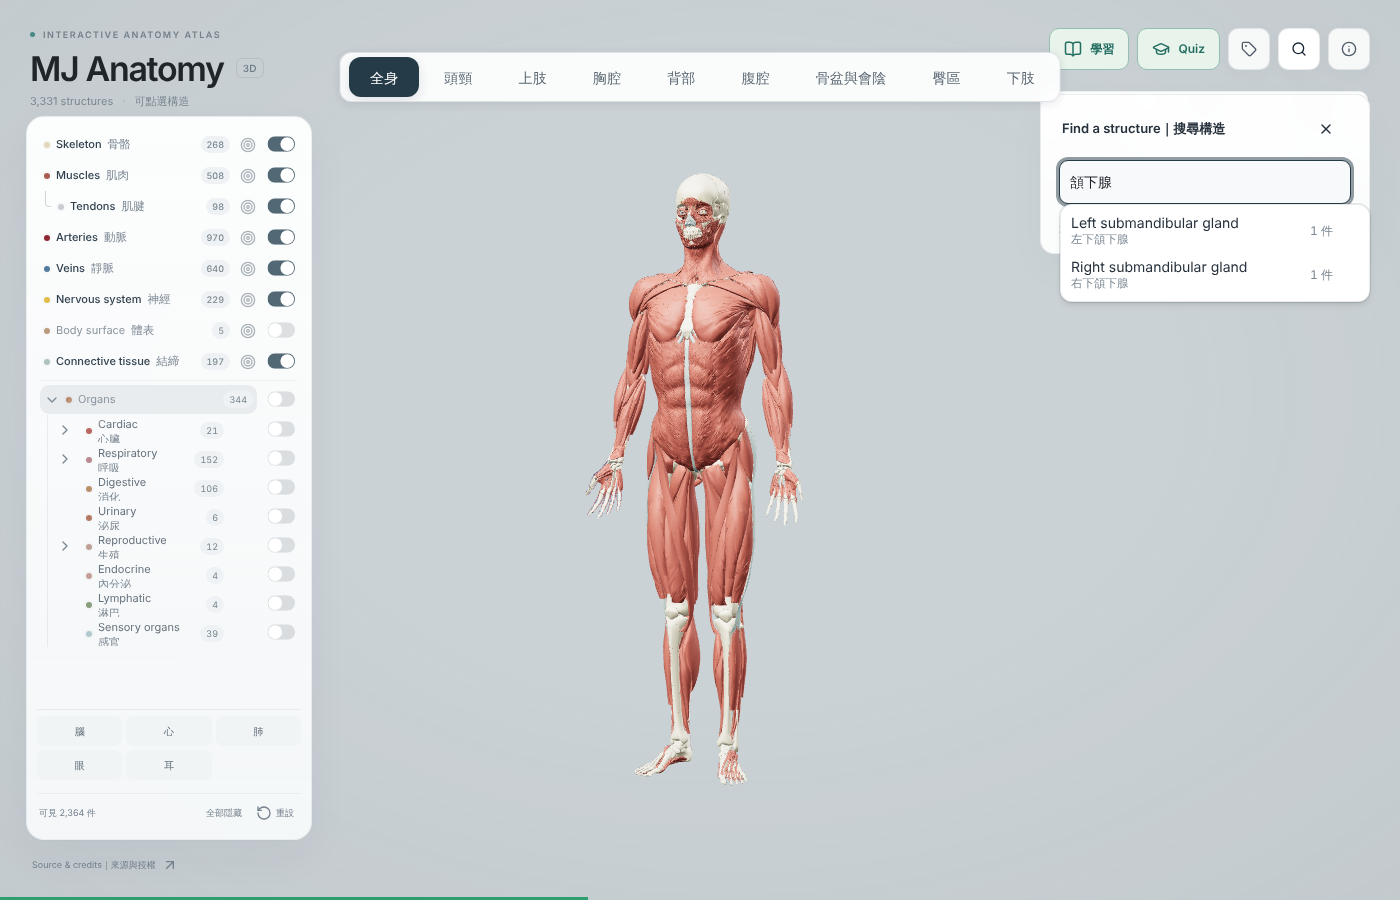 INTERACTIVE ANATOMY ATLAS
MJ Anatomy 3D
3,331 structures · 可點選構造
全身 頭頸 上肢 胸腔 背部 腹腔 骨盆與會陰 臀區 下肢
學習 Quiz
Find a structure｜搜尋構造
頷下腺
Left submandibular gland 1 件
左下頷下腺
Right submandibular gland 1 件
右下頷下腺
Skeleton 骨骼 268
Muscles 肌肉 508
Tendons 肌腱 98
Arteries 動脈 970
Veins 靜脈 640
Nervous system 神經 229
Body surface 體表 5
Connective tissue 結締 197
Organs 344
Cardiac 21
心臟
Respiratory 152
呼吸
Digestive 106
消化
Urinary 6
泌尿
Reproductive 12
生殖
Endocrine 4
內分泌
Lymphatic 4
淋巴
Sensory organs 39
感官
腦 心 肺
眼 耳
可見 2,364 件 全部隱藏 重設
Source & credits｜來源與授權